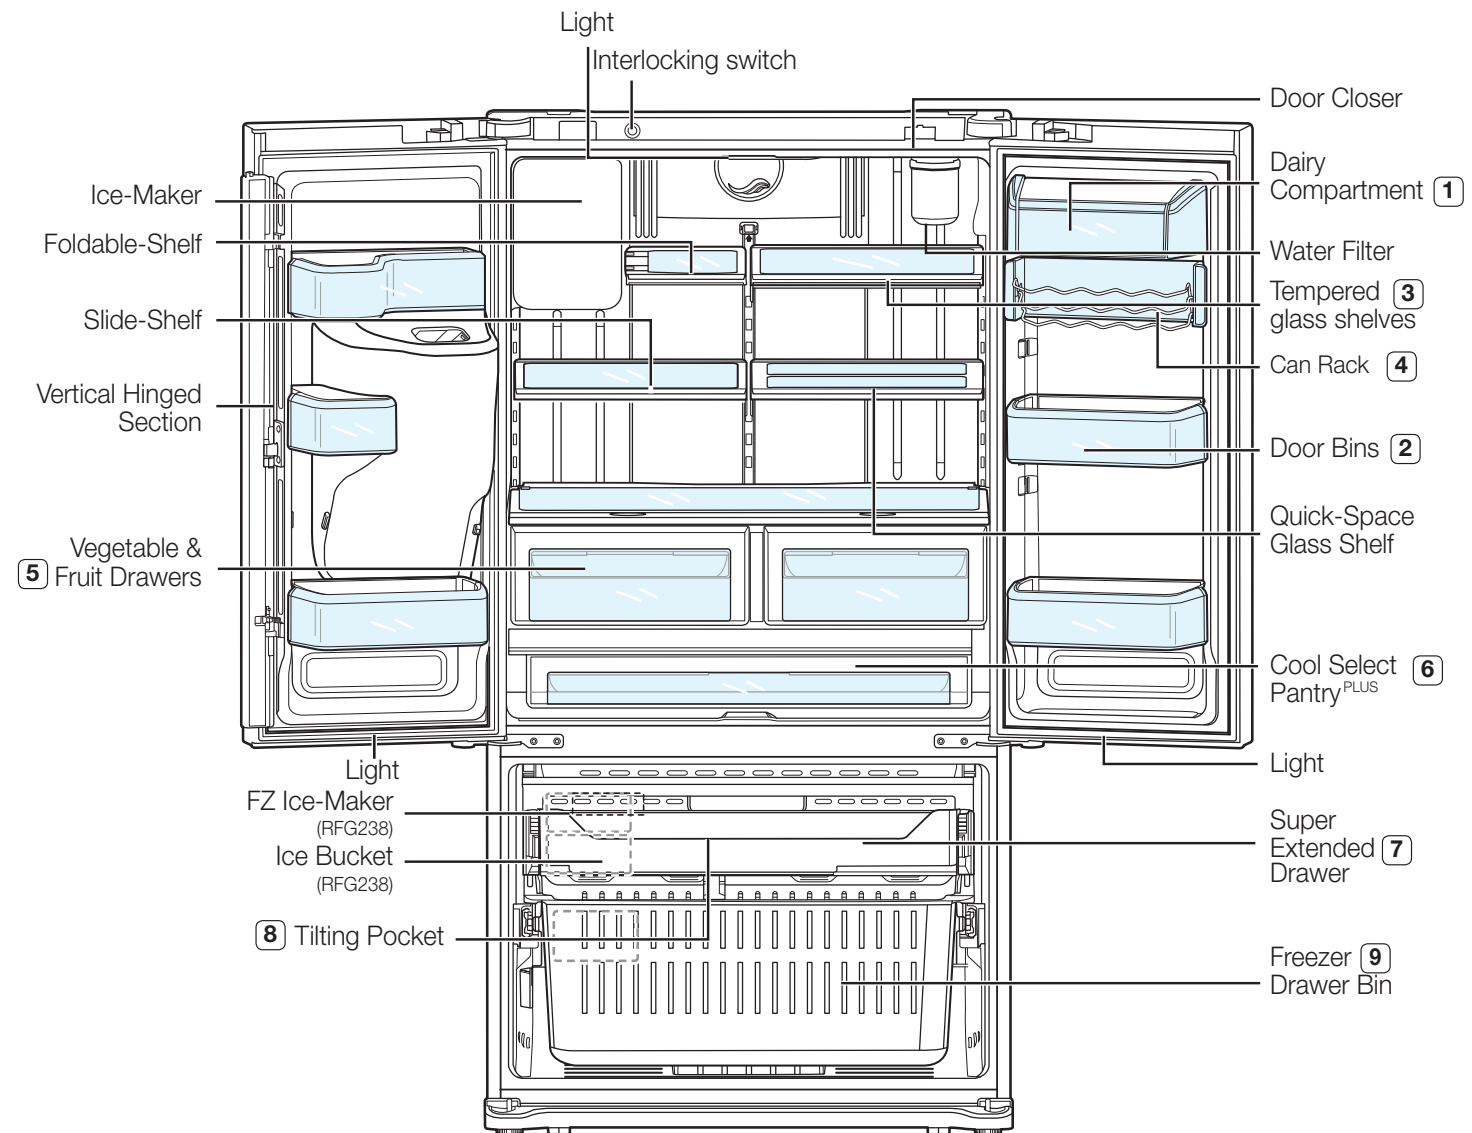 Light
Interlocking switch
Door Closer
Dairy
Compartment 1
Ice-Maker
Foldable-Shelf
Water Filter
Tempered 3
glass shelves
Slide-Shelf
Can Rack 4
Vertical Hinged
Section
Door Bins 2
Quick-Space
Glass Shelf
Vegetable &
5 Fruit Drawers
Cool Select 6
Pantry PLUS
Light
Light
FZ Ice-Maker
(RFG238)
Ice Bucket
(RFG238)
Super
Extended 7
Drawer
8 Tilting Pocket
Freezer 9
Drawer Bin